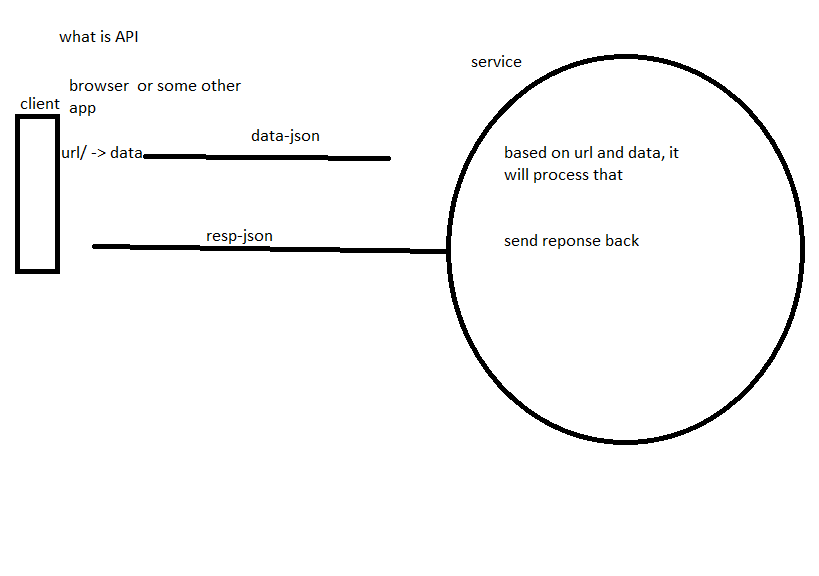 what is API
service
browser  or some other
app
client
data-json
url/ -> data
based on url and data, it
will process that
resp-json
send reponse back